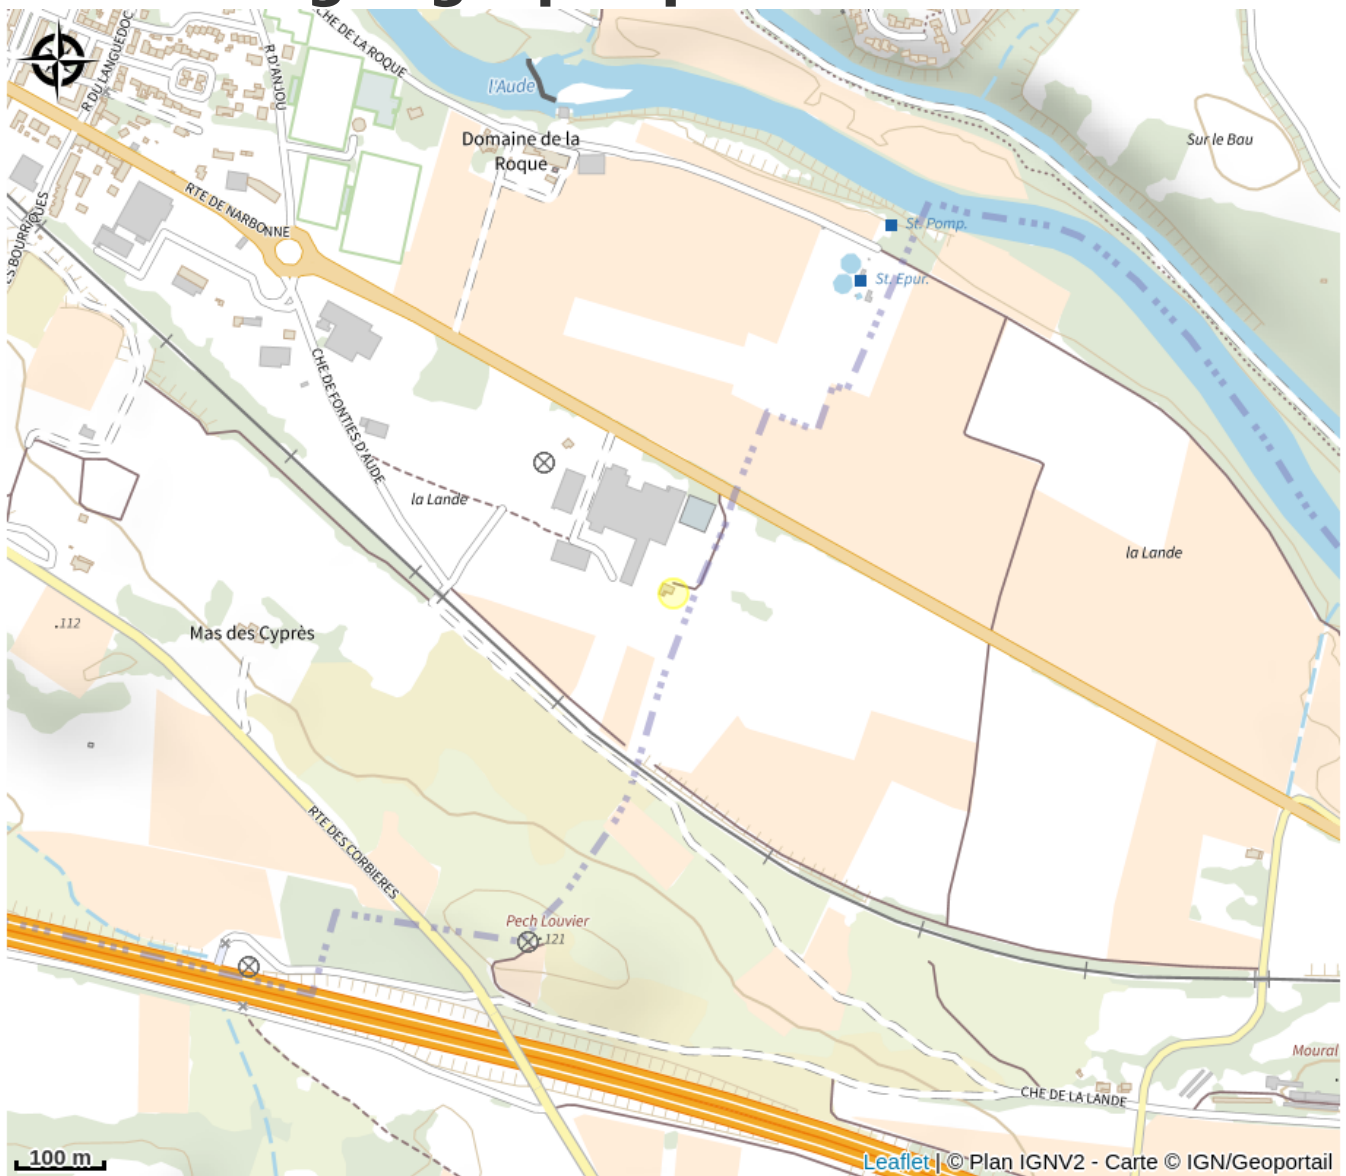 CHE DE LA ROQUE
R DU LANGUEDOC
R D'ANJOU
l'Aude
Domaine de la
Roque
Sur le Bau
RTE DE NARBONNE
St. Pomp.
St. Epur.
CHE DE FONTIES D'AUDE
la Lande
la Lande
.112
Mas des Cyprès
RTE DES CORBIERES
Pech Louvier
121
Moural
CHE DE LA LANDE
100 m
Leaflet | © Plan IGNV2 - Carte © IGN/Geoportail